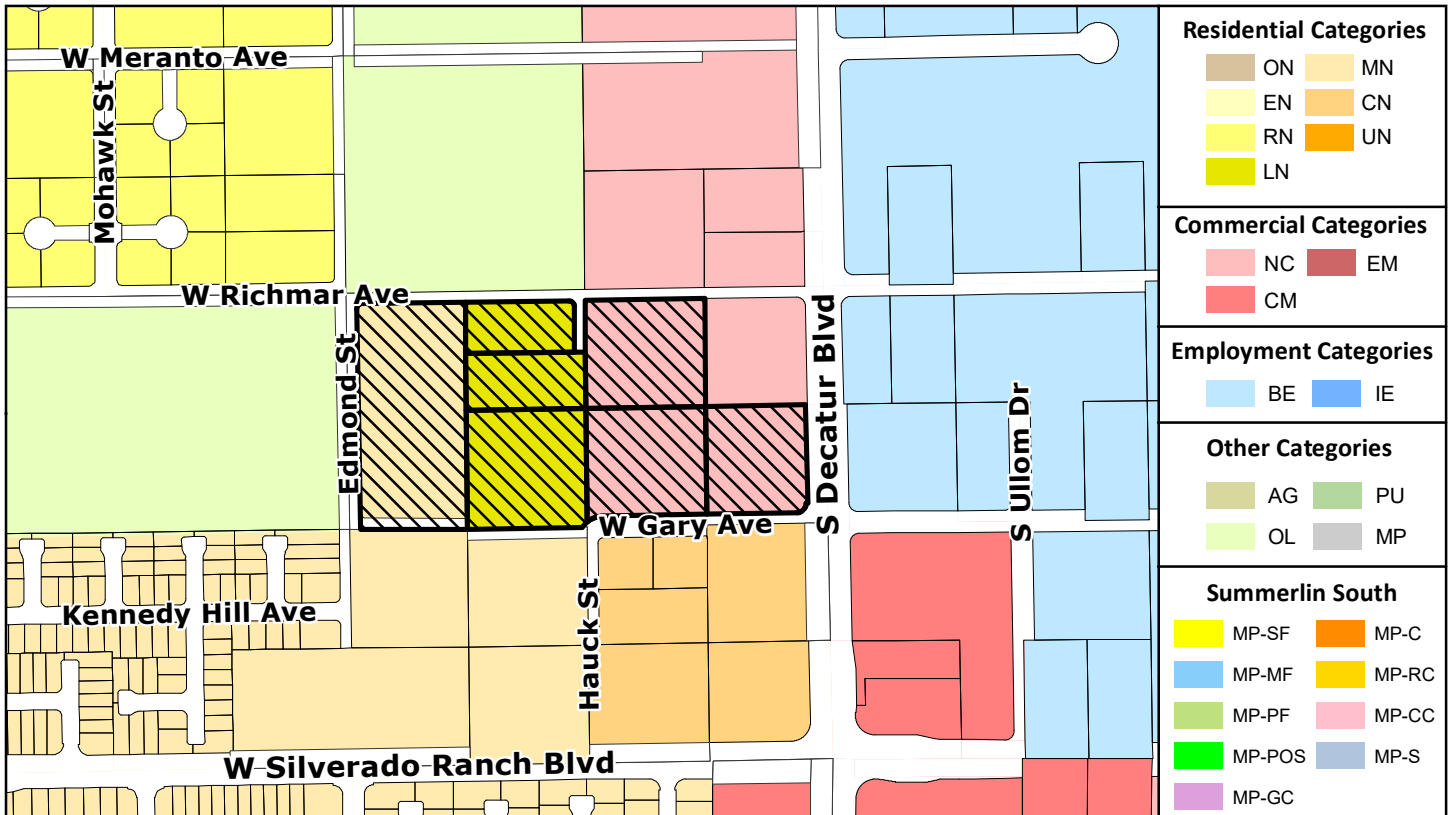 W Meranto Ave
Mohawk St
W Richmar Ave
Edmond St
S Decatur Blvd
S Ullom Dr
W Gary Ave
Hauck St
Kennedy Hill Ave
W Silverado Ranch Blvd
Residential Categories
ON MN
EN CN
RN UN
LN
Commercial Categories
NC EM
CM
Employment Categories
BE IE
Other Categories
AG PU
OL MP
Summerlin South
MP-SF MP-C
MP-MF MP-RC
MP-PF MP-CC
MP-POS MP-S
MP-GC